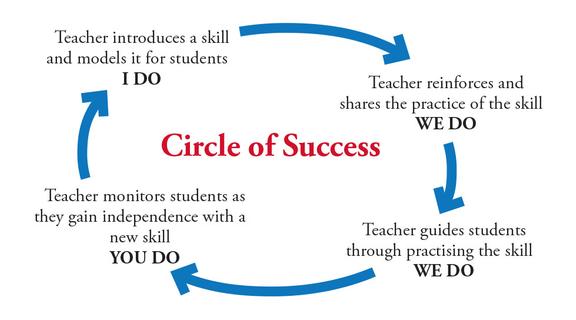 Teacher introduces a skill
and models it for students
I DO
Teacher reinforces and
shares the practice of the skill
WE DO
Circle of Success
Teacher guides students
through practising the skill
WE DO
Teacher monitors students as
they gain independence with a
new skill
YOU DO